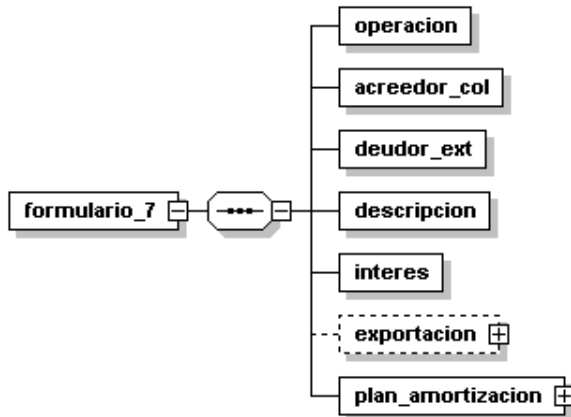 operacion
acreedor_col
deudor_ext
formulario_7
descripcion
interes
exportacion
plan_amortizacion